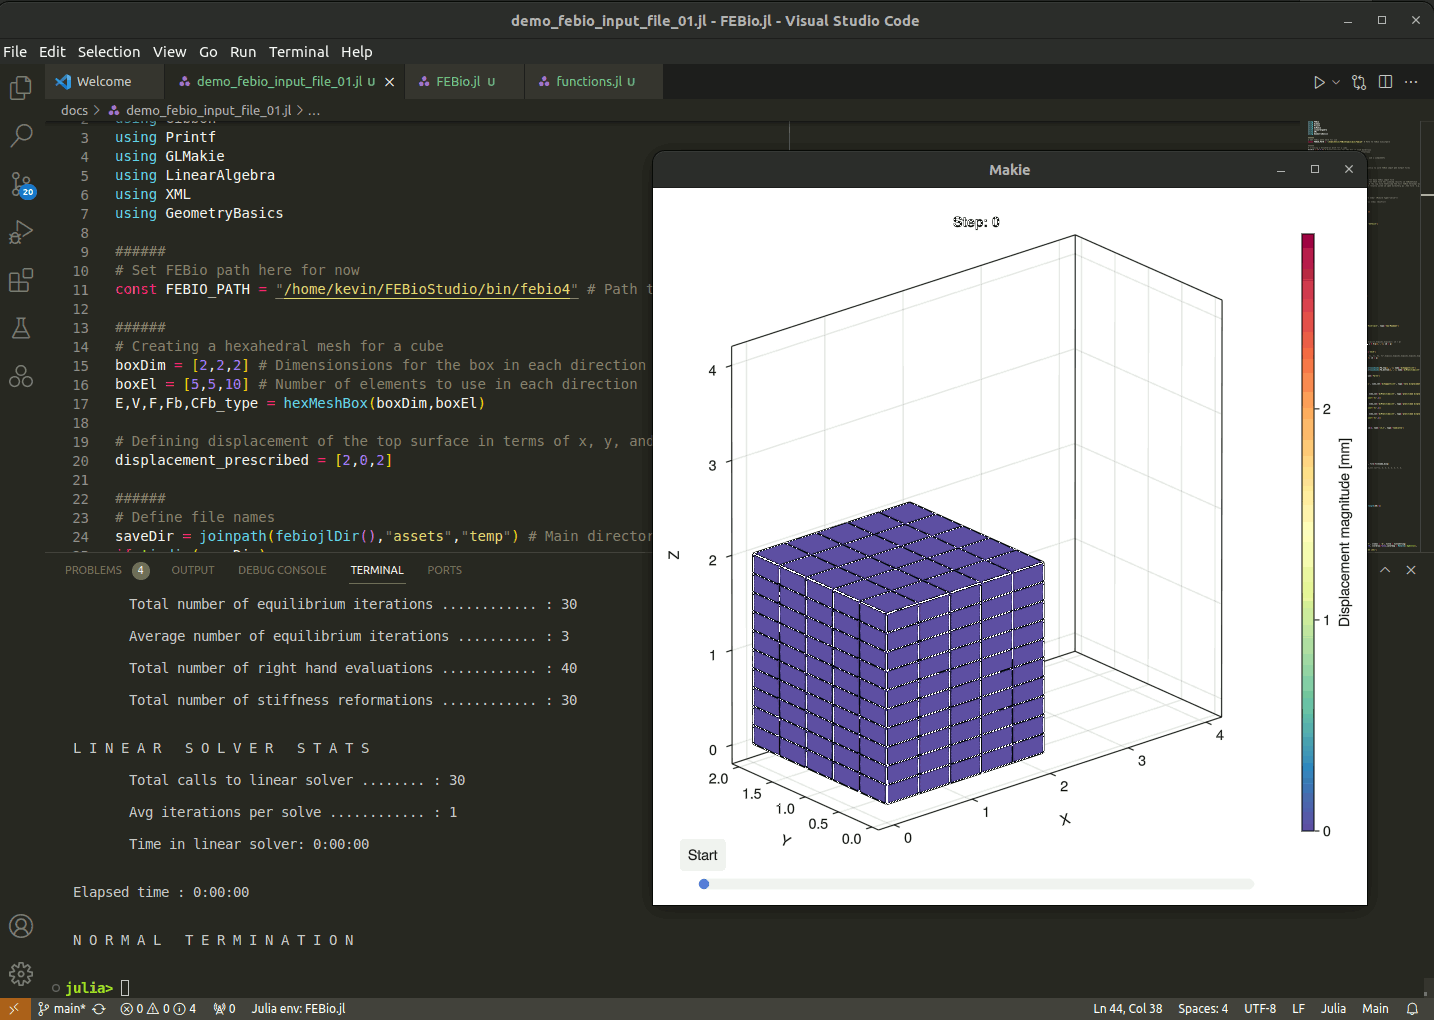 demo_febio_input_file_01.jl - FEBio.jl - Visual Studio Code
File Edit Selection View Go Run Terminal Help
Welcome demo_febio_input_file_01.jl U FEBio.jl U functions.jl U
docs > demo_febio_input_file_01.jl > ...
3 using Printf
4 using GLMakie
5 using LinearAlgebra
6 using XML
7 using GeometryBasics
8
9 ######
10 # Set FEBio path here for now
11 const FEBIO_PATH = "/home/kevin/FEBioStudio/bin/febio4" # Path t
12
13 ######
14 # Creating a hexahedral mesh for a cube
15 boxDim = [2,2,2] # Dimensionsions for the box in each direction
16 boxEl = [5,5,10] # Number of elements to use in each direction
17 E,V,F,Fb,CFb_type = hexMeshBox(boxDim,boxEl)
18
19 # Defining displacement of the top surface in terms of x, y, and
20 displacement_prescribed = [2,0,2]
21
22 ######
23 # Define file names
24 saveDir = joinpath(febiojlDir(),"assets","temp") # Main director
20
PROBLEMS 4 OUTPUT DEBUG CONSOLE TERMINAL PORTS
Total number of equilibrium iterations ............ : 30
Average number of equilibrium iterations .......... : 3
Total number of right hand evaluations ............ : 40
Total number of stiffness reformations ............ : 30
L I N E A R   S O L V E R   S T A T S
Total calls to linear solver ........ : 30
Avg iterations per solve ............ : 1
Time in linear solver: 0:00:00
Elapsed time : 0:00:00
N O R M A L   T E R M I N A T I O N
julia>
Makie
Step: 0
4
3
2
1
0
Z
2.0
1.5
1.0
0.5
0.0
Y
0
1
2
3
4
X
2
1
0
Displacement magnitude [mm]
Start
main* 0 0 4 0 Julia env: FEBio.jl Ln 44, Col 38 Spaces: 4 UTF-8 LF Julia Main